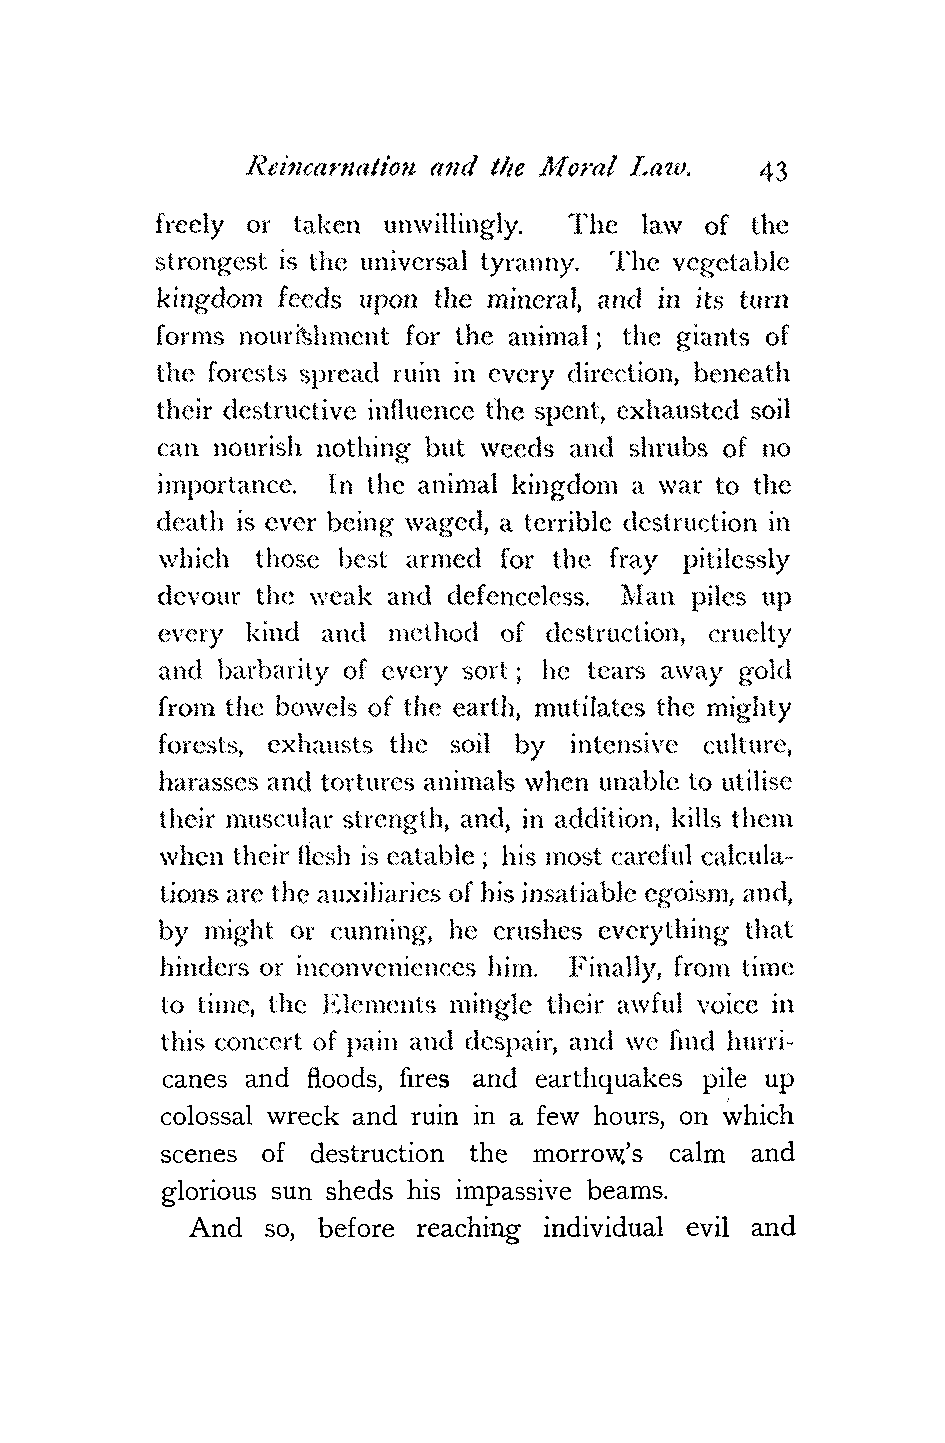 Reincarnation and the Moral Law. 43
freely or taken unwillingly. The law of the
strongest is the universal tyranny. The vegetable
kingdom feeds upon the mineral, and in its turn
forms nourishment for the animal; the giants of
the forests spread ruin in every direction, beneath
their destructive influence the spent, exhausted soil
can nourish nothing but weeds and shrubs of no
importance. In the animal kingdom a war to the
death is ever being waged, a terrible destruction in
which those best armed for the fray pitilessly
devour the weak and defenceless. Man piles up
every kind and method of destruction, cruelty
and barbarity of every sort; he tears away gold
from the bowels of the earth, mutilates the mighty
forests, exhausts the soil by intensive culture,
harasses and tortures animals when unable to utilise
their muscular strength, and, in addition, kills them
when their flesh is eatable; his most careful calcula-
tions are the auxiliaries of his insatiable egoism, and,
by might or cunning, he crushes everything that
hinders or inconveniences him. Finally, from time
to time, the Elements mingle their awful voice in
this concert of pain and despair, and we find hurri-
canes and floods, fires and earthquakes pile up
colossal wreck and ruin in a few hours, on which
scenes of destruction the morrow's calm and
glorious sun sheds his impassive beams.
And so, before reaching individual evil and